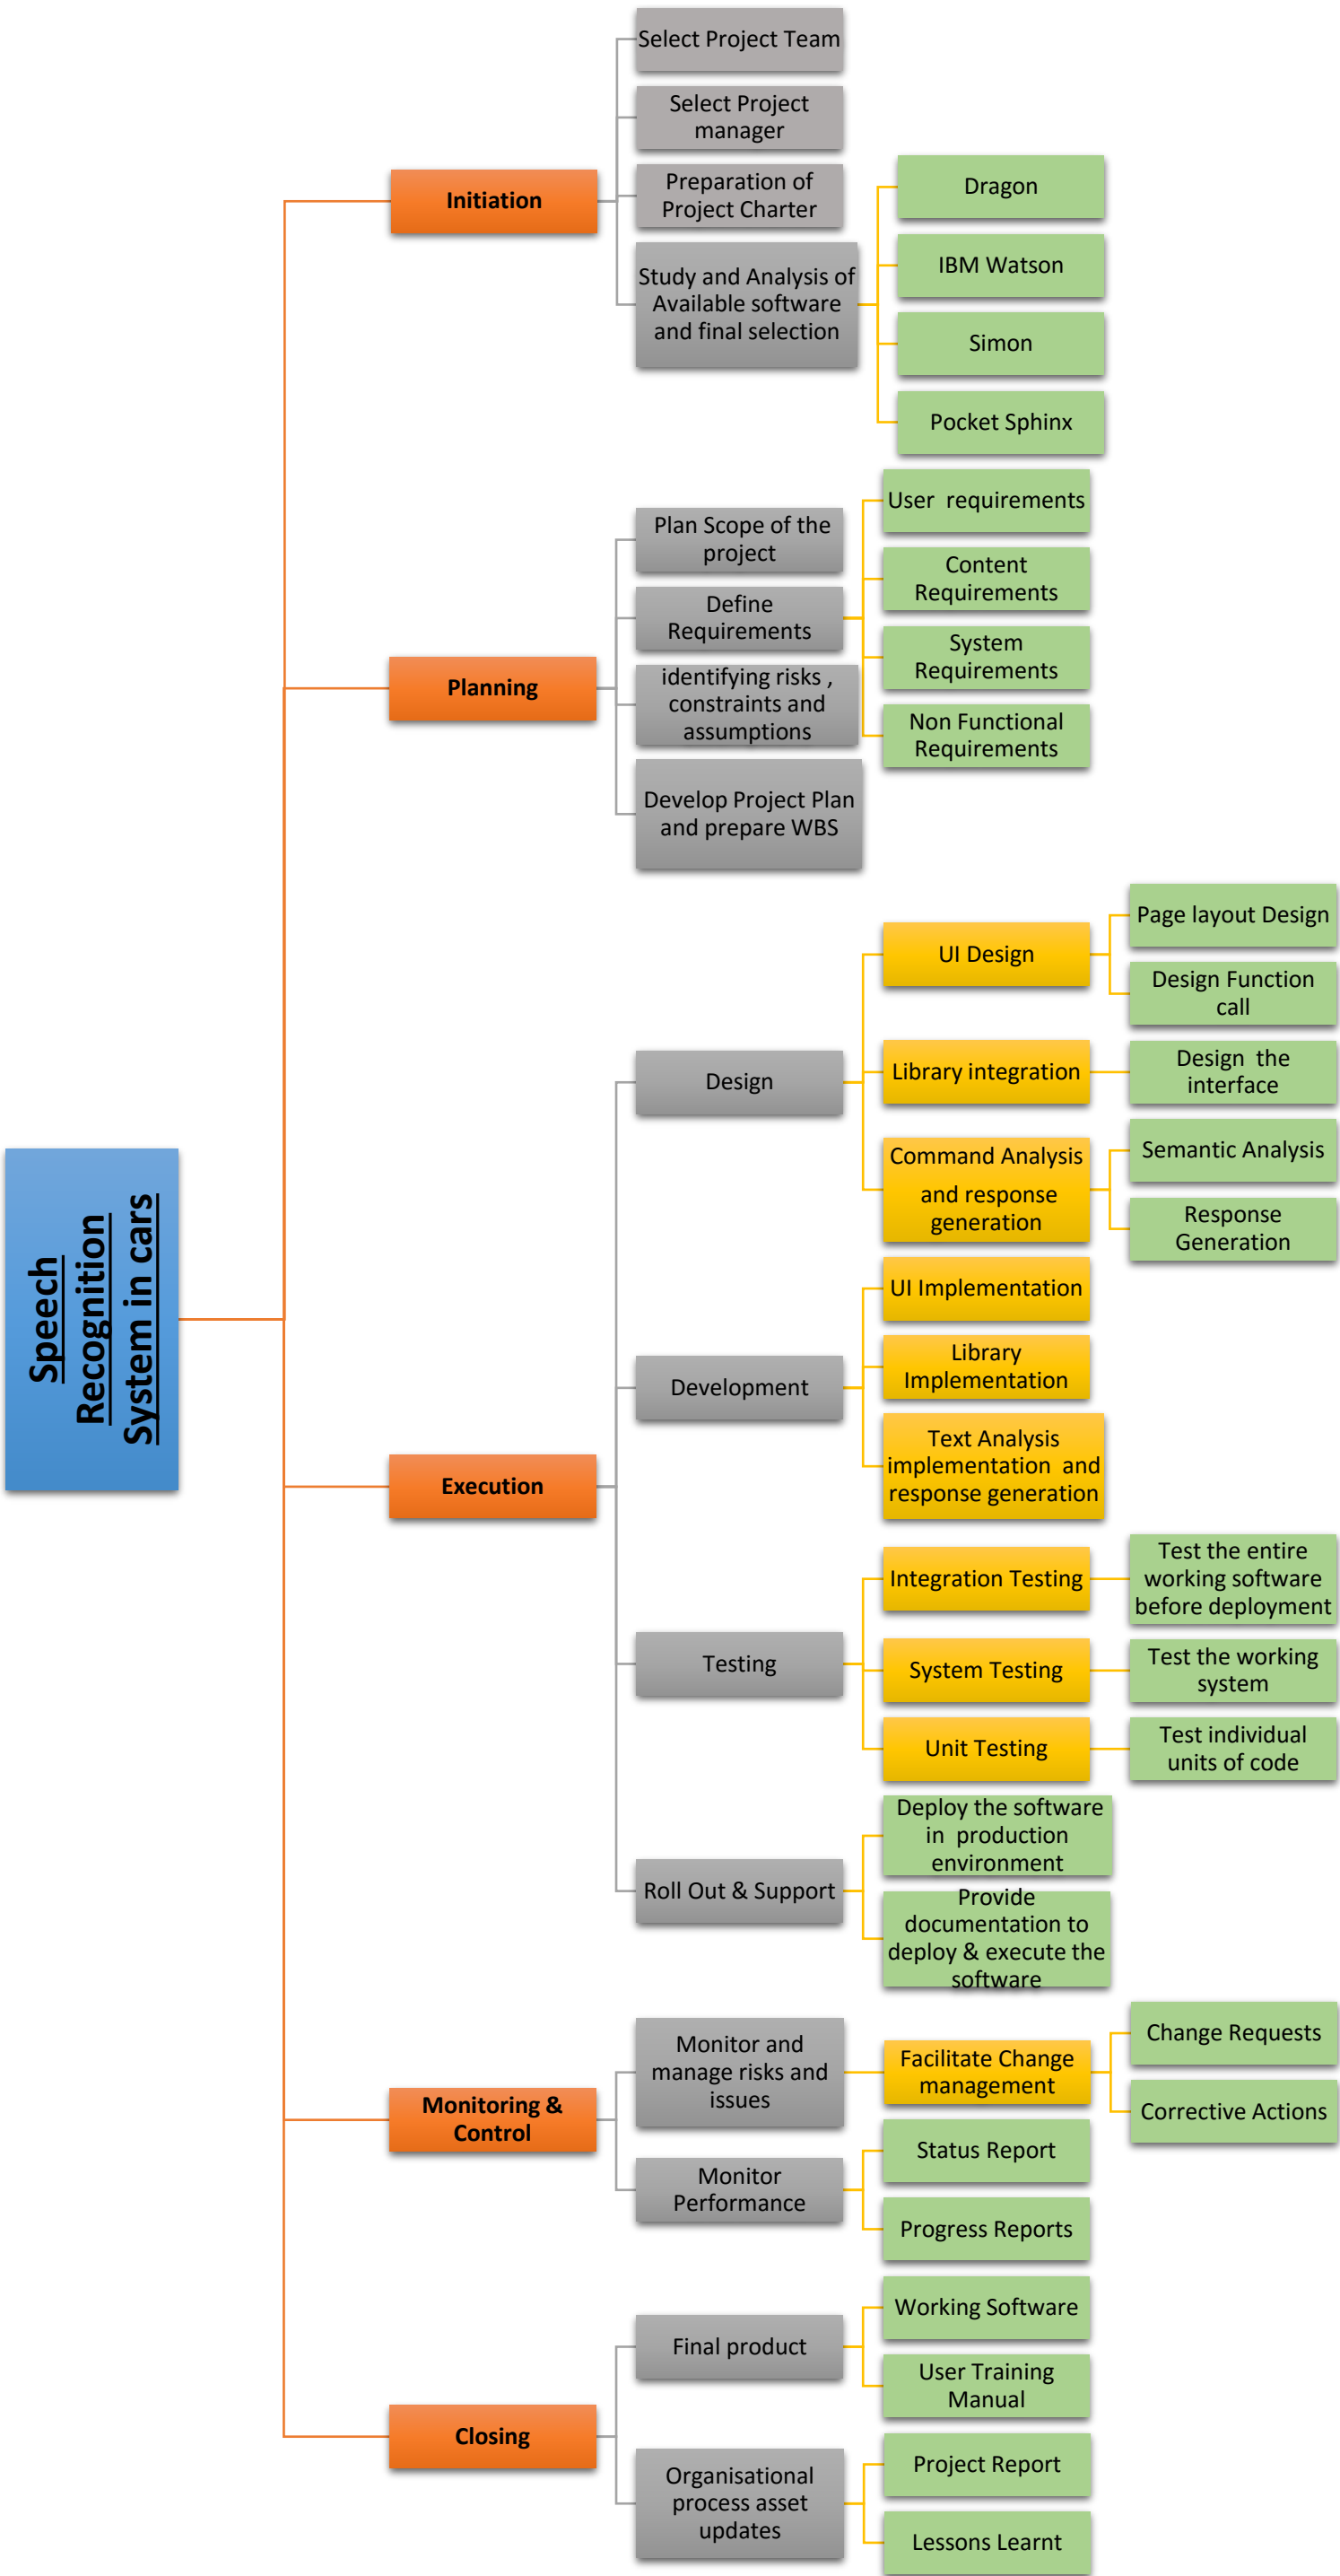 Speech
Recognition
System in cars
Initiation
Select Project Team
Select Project
manager
Preparation of
Project Charter
Study and Analysis of
Available software
and final selection
Dragon
IBM Watson
Simon
Pocket Sphinx
Planning
Plan Scope of the
project
Define
Requirements
User  requirements
Content
Requirements
System
Requirements
Non Functional
Requirements
identifying risks ,
constraints and
assumptions
Develop Project Plan
and prepare WBS
Execution
Design
UI Design
Page layout Design
Design Function
call
Library integration
Design  the
interface
Command Analysis
and response
generation
Semantic Analysis
Response
Generation
Development
UI Implementation
Library
Implementation
Text Analysis
implementation  and
response generation
Testing
Integration Testing
Test the entire
working software
before deployment
System Testing
Test the working
system
Unit Testing
Test individual
units of code
Roll Out & Support
Deploy the software
in  production
environment
Provide
documentation to
deploy & execute the
software
Monitoring &
Control
Monitor and
manage risks and
issues
Facilitate Change
management
Change Requests
Corrective Actions
Monitor
Performance
Status Report
Progress Reports
Closing
Final product
Working Software
User Training
Manual
Organisational
process asset
updates
Project Report
Lessons Learnt